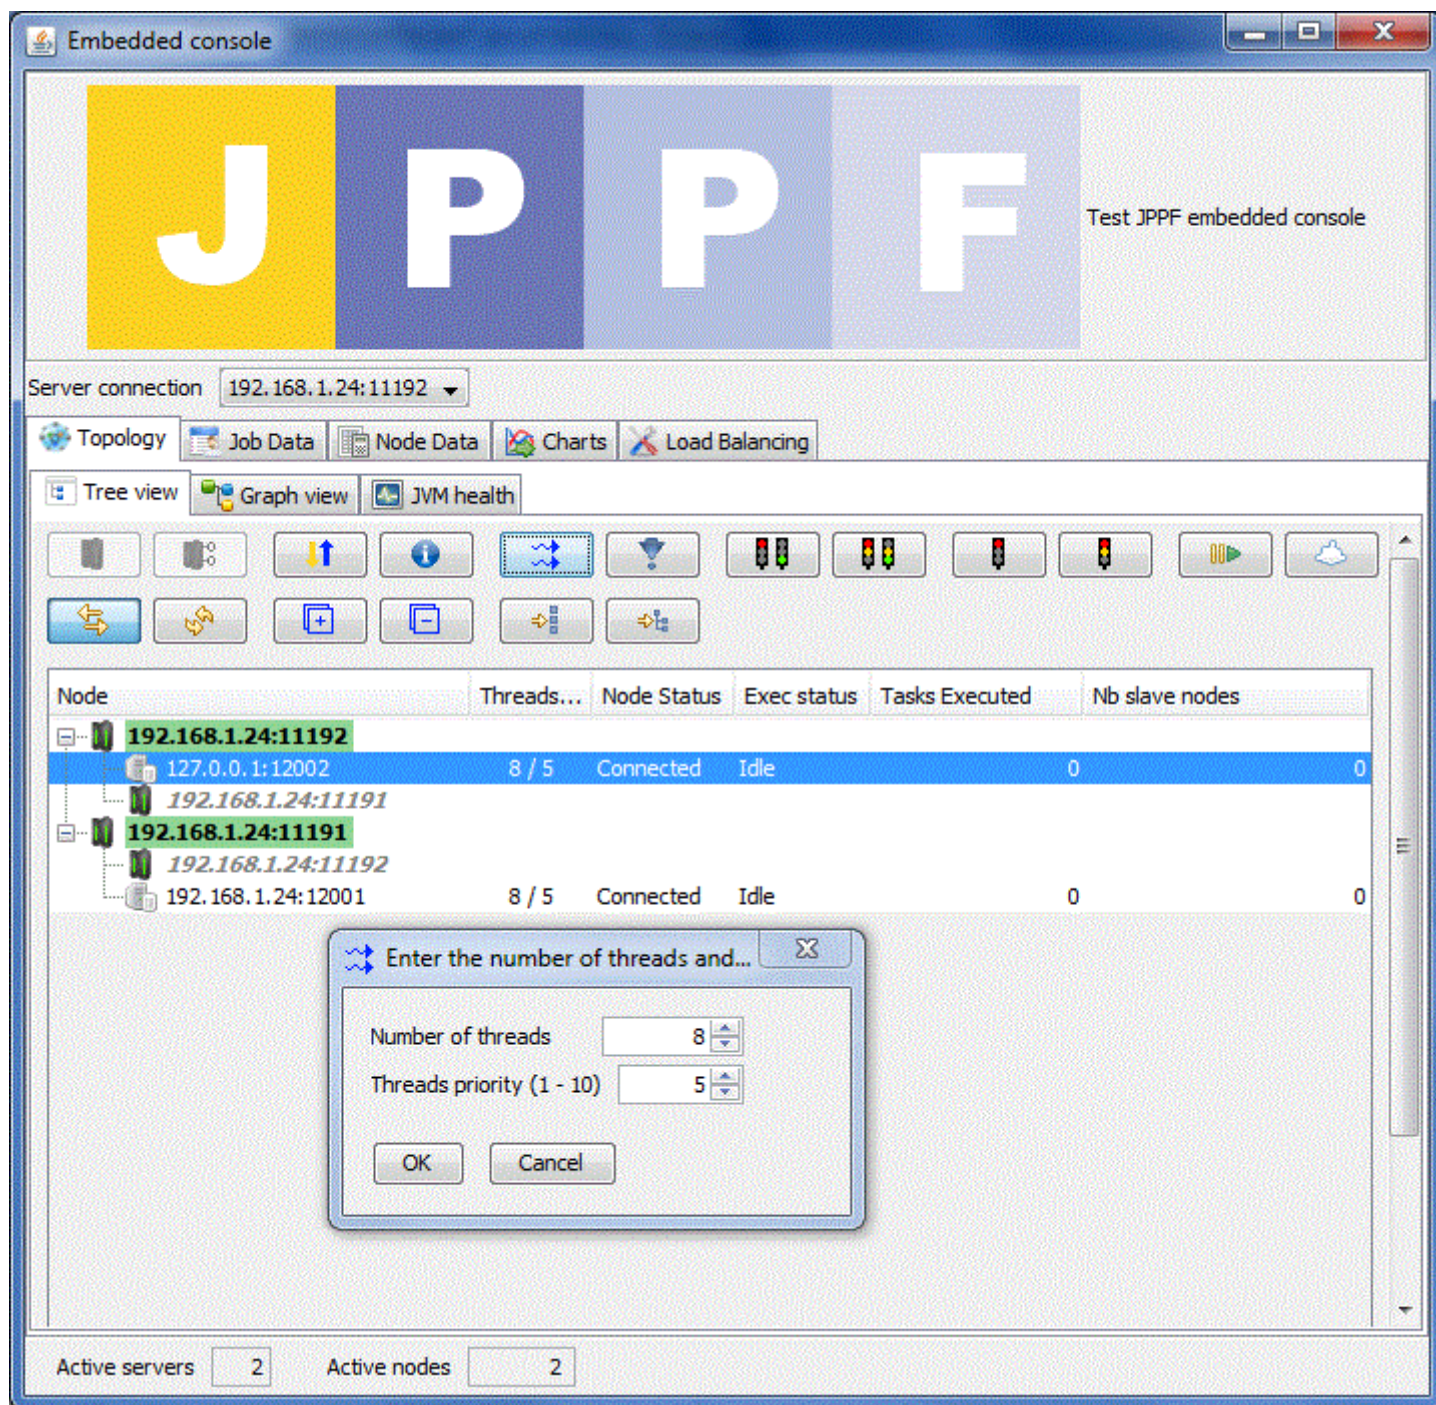 Embedded console
J P P F
Test JPPF embedded console
Server connection 192.168.1.24:11192
Topology Job Data Node Data Charts Load Balancing
Tree view Graph view JVM health
Node Threads... Node Status Exec status Tasks Executed Nb slave nodes
192.168.1.24:11192
127.0.0.1:12002 8 / 5 Connected Idle 0 0
192.168.1.24:11191
192.168.1.24:11191
192.168.1.24:11192
192.168.1.24:12001 8 / 5 Connected Idle 0 0
Enter the number of threads and...
Number of threads 8
Threads priority (1 - 10) 5
OK Cancel
Active servers 2 Active nodes 2